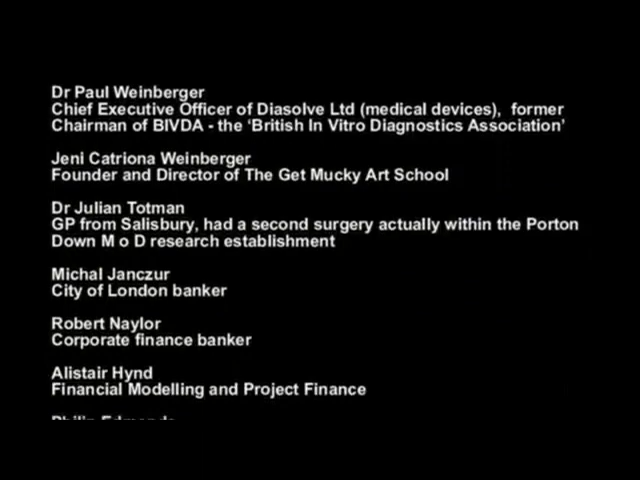 Dr Paul Weinberger
Chief Executive Officer of Diasolve Ltd (medical devices), former
Chairman of BIVDA - the ‘British In Vitro Diagnostics Association’
Jeni Catriona Weinberger
Founder and Director of The Get Mucky Art School
Dr Julian Totman
GP from Salisbury, had a second surgery actually within the Porton
Down M o D research establishment
Michal Janczur
City of London banker
Robert Naylor
Corporate finance banker
Alistair Hynd
Financial Modelling and Project Finance